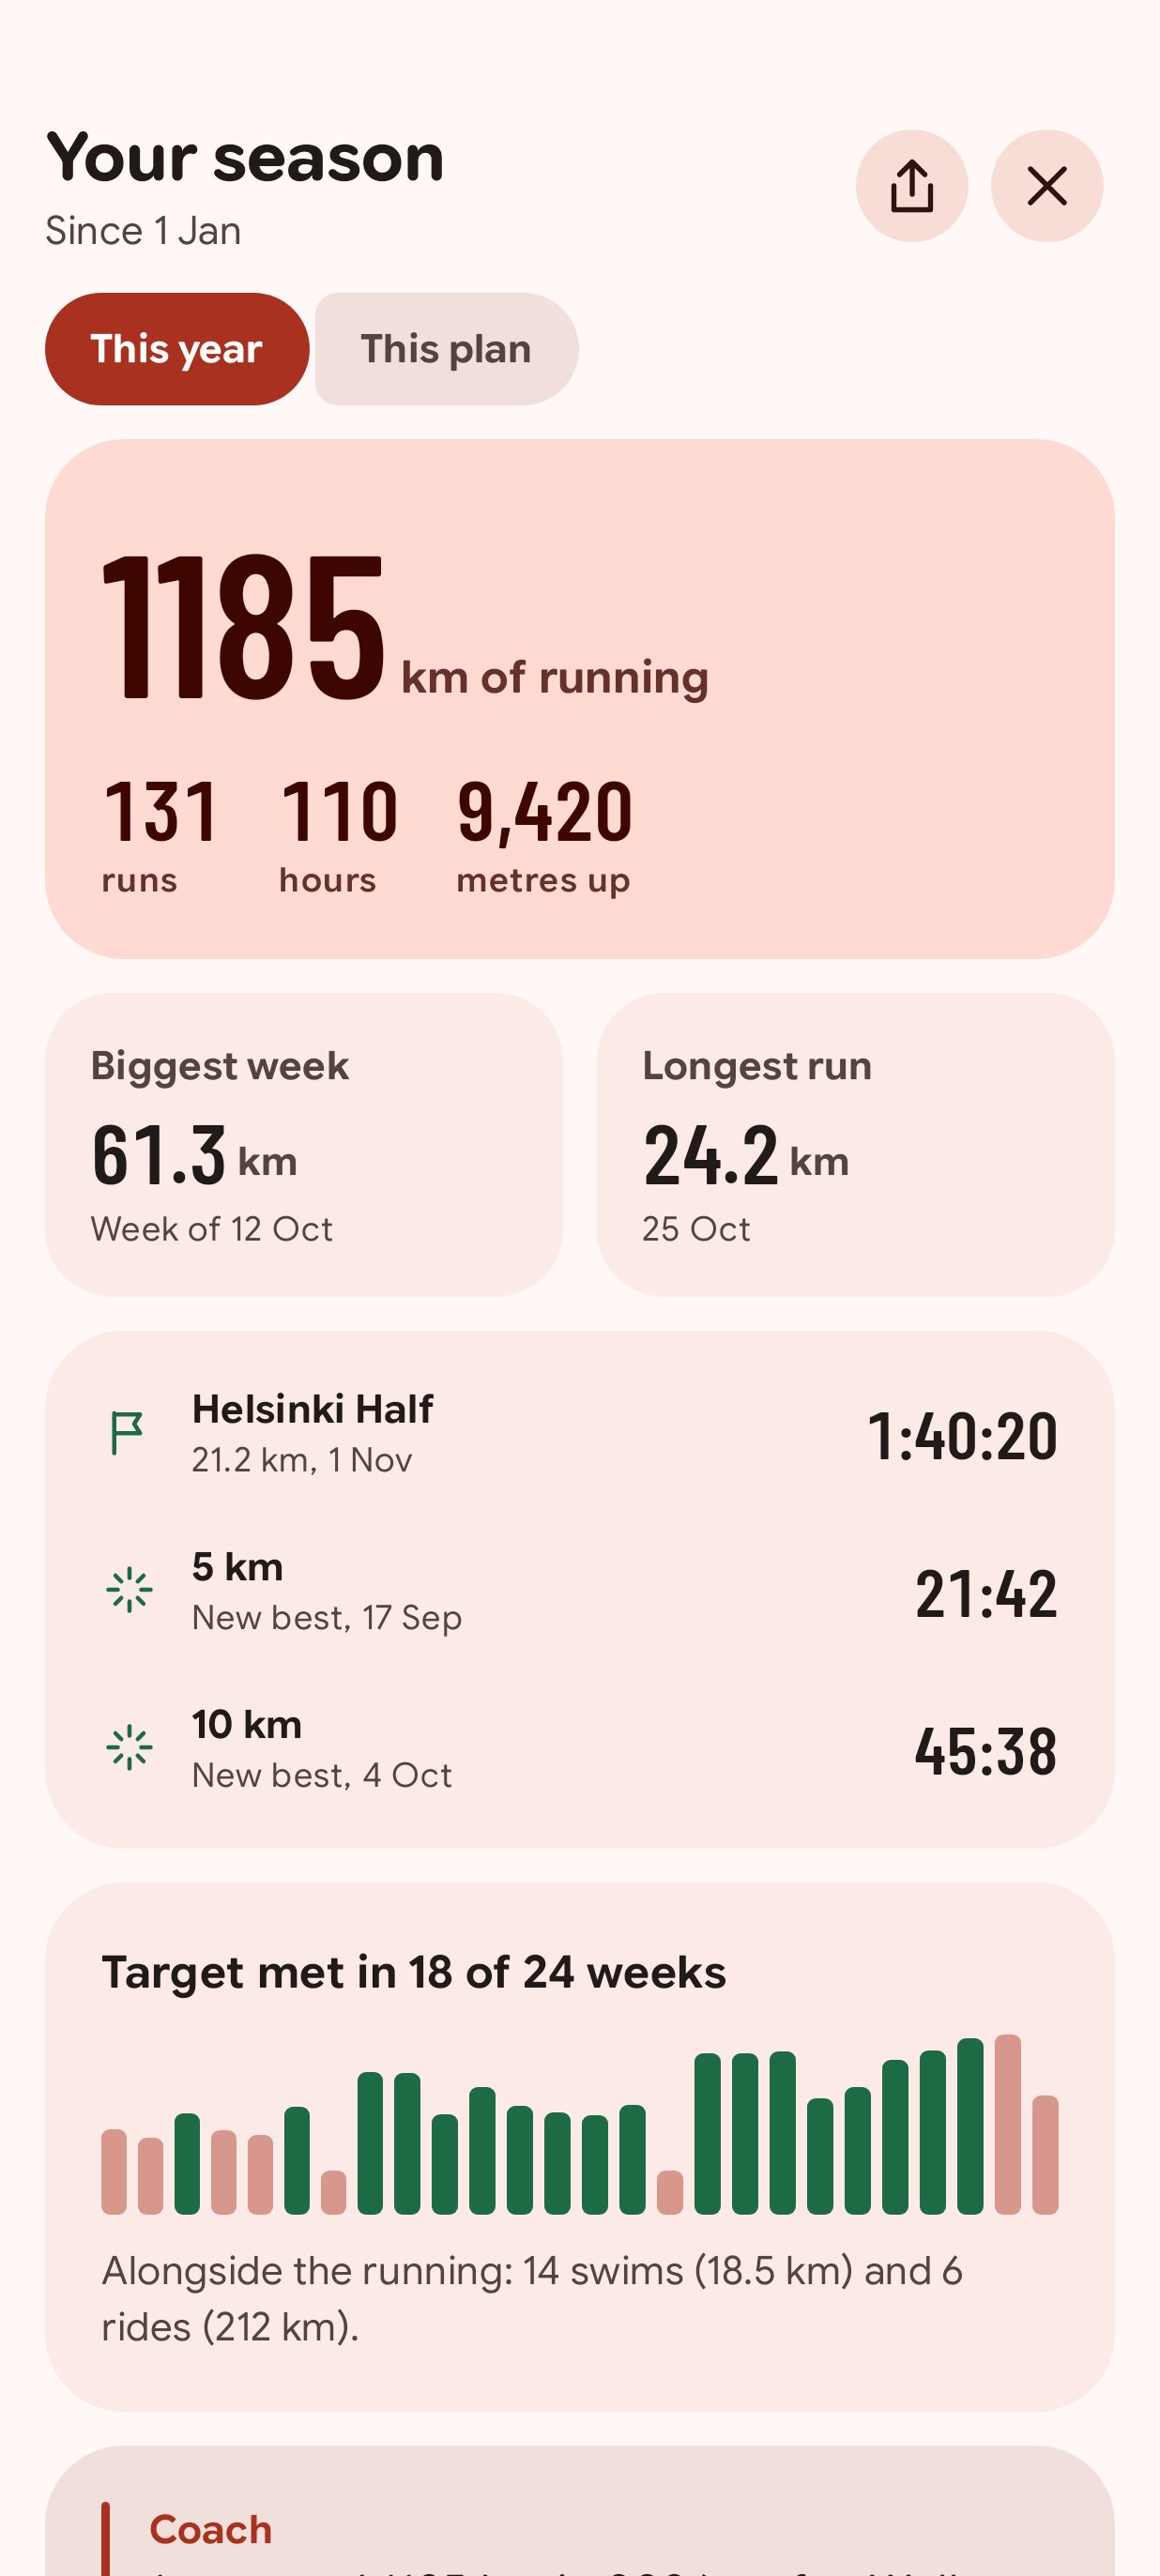 Your season
Since 1 Jan
This year
This plan
1185 km of running
131
110
9,420
runs
hours
metres up
Biggest week
61.3 km
Week of 12 Oct
Longest run
24.2 km
25 Oct
Helsinki Half
21.2 km, 1 Nov
1:40:20
5 km
New best, 17 Sep
21:42
10 km
New best, 4 Oct
45:38
Target met in 18 of 24 weeks
Alongside the running: 14 swims (18.5 km) and 6
rides (212 km).
Coach